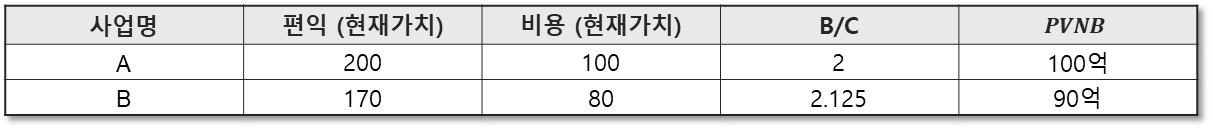 사업명 편익 (현재가치) 비용 (현재가치) B/C PVNB
A 200 100 2 100억
B 170 80 2.125 90억